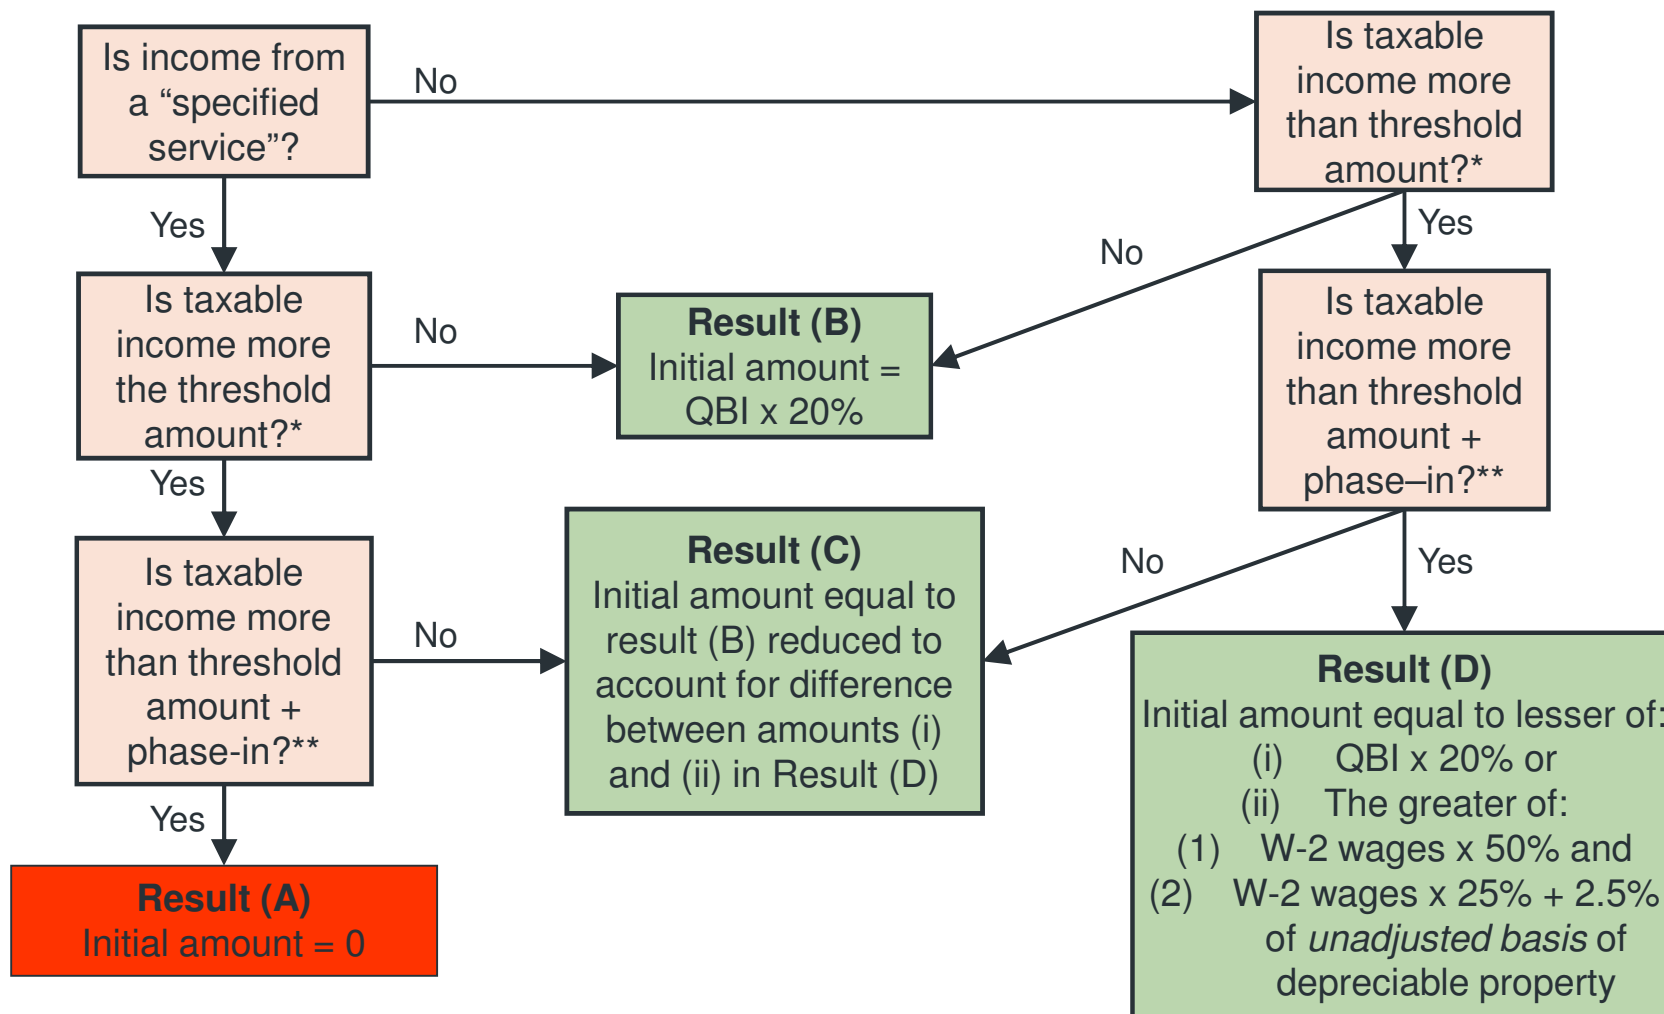 Is income from
a “specified
service”?
No
Is taxable
income more
than threshold
amount?*
Yes
Yes
No
Is taxable
income more
the threshold
amount?*
No
Result (B)
Initial amount =
QBI x 20%
Is taxable
income more
than threshold
amount +
phase–in?**
Yes
Is taxable
income more
than threshold
amount +
phase-in?**
No
Result (C)
Initial amount equal to
result (B) reduced to
account for difference
between amounts (i)
and (ii) in Result (D)
No
Yes
Yes
Result (A)
Initial amount = 0
Result (D)
Initial amount equal to lesser of:
(i) QBI x 20% or
(ii) The greater of:
(1) W-2 wages x 50% and
(2) W-2 wages x 25% + 2.5%
of unadjusted basis of
depreciable property